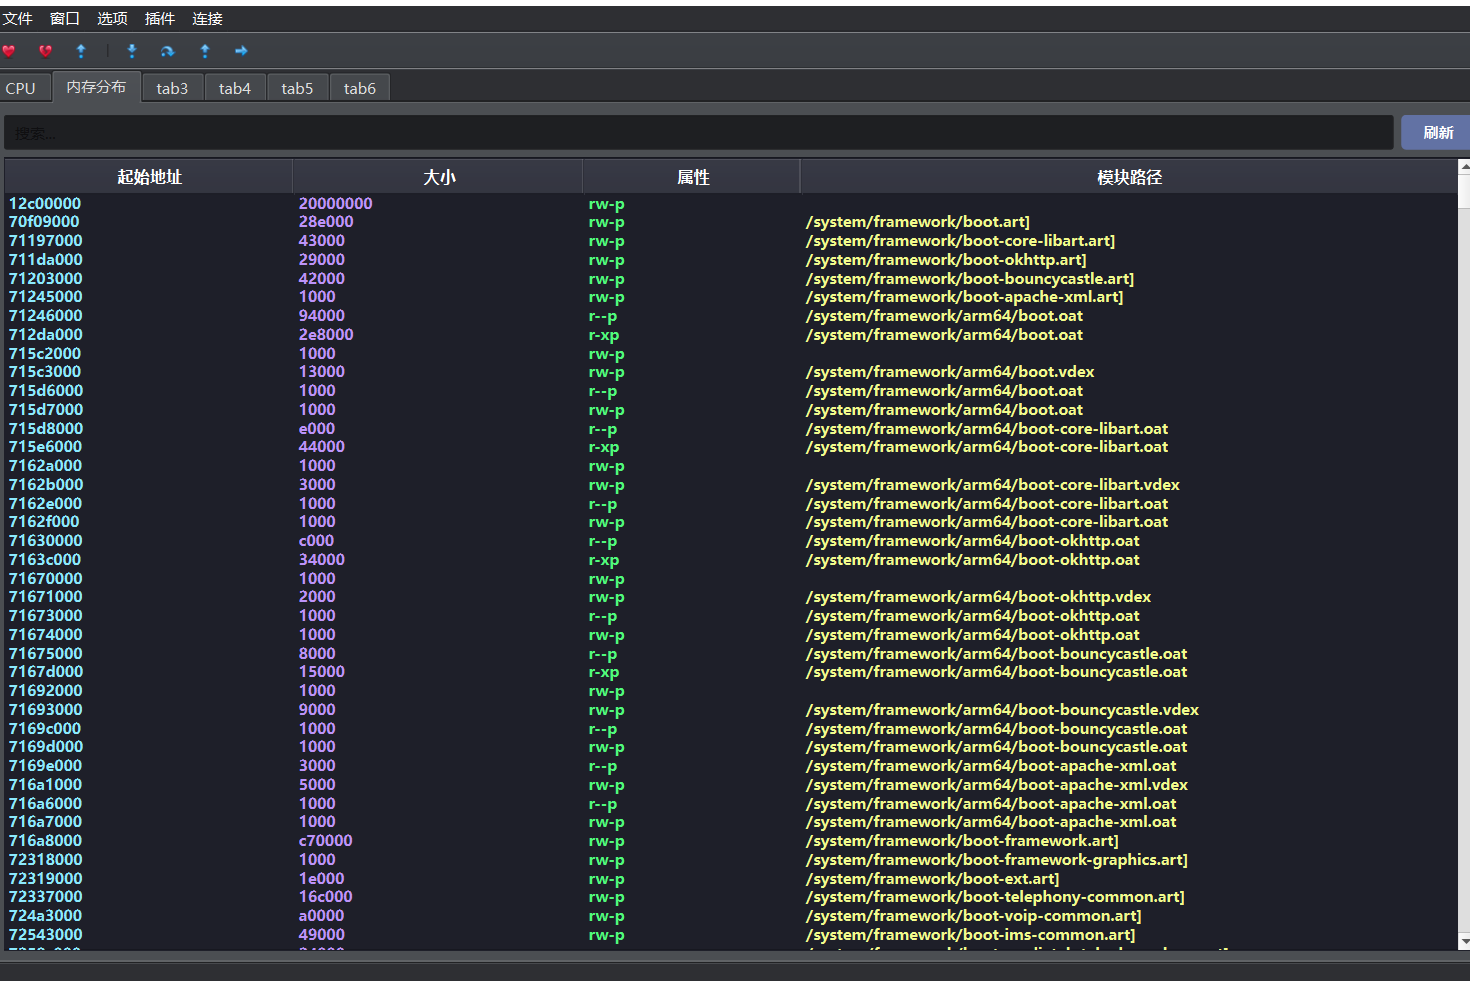 文件 窗口 选项 插件 连接
CPU 内存分布 tab3 tab4 tab5 tab6
搜索... 刷新
起始地址 大小 属性 模块路径
12c00000 20000000 rw-p
70f09000 28e000 rw-p /system/framework/boot.art]
71197000 43000 rw-p /system/framework/boot-core-libart.art]
711da000 29000 rw-p /system/framework/boot-okhttp.art]
71203000 42000 rw-p /system/framework/boot-bouncycastle.art]
71245000 1000 rw-p /system/framework/boot-apache-xml.art]
71246000 94000 r--p /system/framework/arm64/boot.oat
712da000 2e8000 r-xp /system/framework/arm64/boot.oat
715c2000 1000 rw-p
715c3000 13000 rw-p /system/framework/arm64/boot.vdex
715d6000 1000 r--p /system/framework/arm64/boot.oat
715d7000 1000 rw-p /system/framework/arm64/boot.oat
715d8000 e000 r--p /system/framework/arm64/boot-core-libart.oat
715e6000 44000 r-xp /system/framework/arm64/boot-core-libart.oat
7162a000 1000 rw-p
7162b000 3000 rw-p /system/framework/arm64/boot-core-libart.vdex
7162e000 1000 r--p /system/framework/arm64/boot-core-libart.oat
7162f000 1000 rw-p /system/framework/arm64/boot-core-libart.oat
71630000 c000 r--p /system/framework/arm64/boot-okhttp.oat
7163c000 34000 r-xp /system/framework/arm64/boot-okhttp.oat
71670000 1000 rw-p
71671000 2000 rw-p /system/framework/arm64/boot-okhttp.vdex
71673000 1000 r--p /system/framework/arm64/boot-okhttp.oat
71674000 1000 rw-p /system/framework/arm64/boot-okhttp.oat
71675000 8000 r--p /system/framework/arm64/boot-bouncycastle.oat
7167d000 15000 r-xp /system/framework/arm64/boot-bouncycastle.oat
71692000 1000 rw-p
71693000 9000 rw-p /system/framework/arm64/boot-bouncycastle.vdex
7169c000 1000 r--p /system/framework/arm64/boot-bouncycastle.oat
7169d000 1000 rw-p /system/framework/arm64/boot-bouncycastle.oat
7169e000 3000 r--p /system/framework/arm64/boot-apache-xml.oat
716a1000 5000 rw-p /system/framework/arm64/boot-apache-xml.vdex
716a6000 1000 r--p /system/framework/arm64/boot-apache-xml.oat
716a7000 1000 rw-p /system/framework/arm64/boot-apache-xml.oat
716a8000 c70000 rw-p /system/framework/boot-framework.art]
72318000 1000 rw-p /system/framework/boot-framework-graphics.art]
72319000 1e000 rw-p /system/framework/boot-ext.art]
72337000 16c000 rw-p /system/framework/boot-telephony-common.art]
724a3000 a0000 rw-p /system/framework/boot-voip-common.art]
72543000 49000 rw-p /system/framework/boot-ims-common.art]